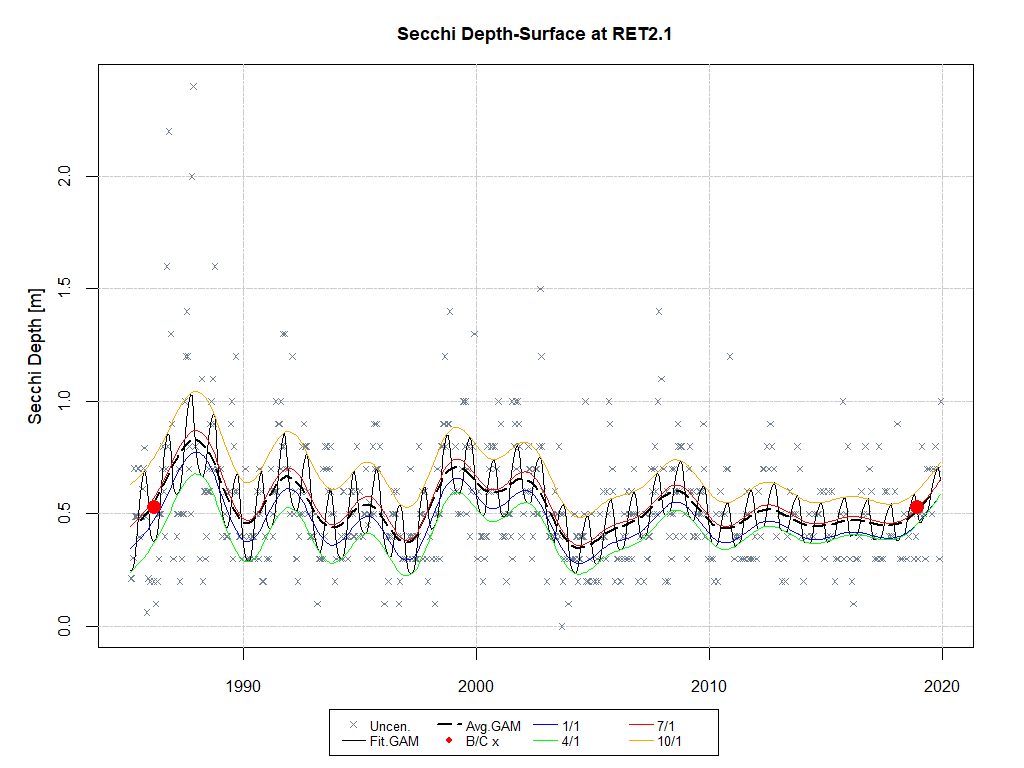 Secchi Depth-Surface at RET2.1
Secchi Depth [m]
2.0
1.5
1.0
0.5
0.0
1990 2000 2010 2020
Uncen. Avg.GAM 1/1 7/1
Fit.GAM B/C x 4/1 10/1